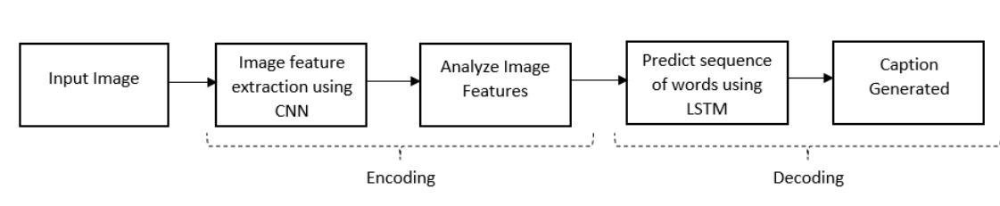 Input Image
Image feature
extraction using
CNN
Analyze Image
Features
Predict sequence
of words using
LSTM
Caption
Generated
Encoding
Decoding